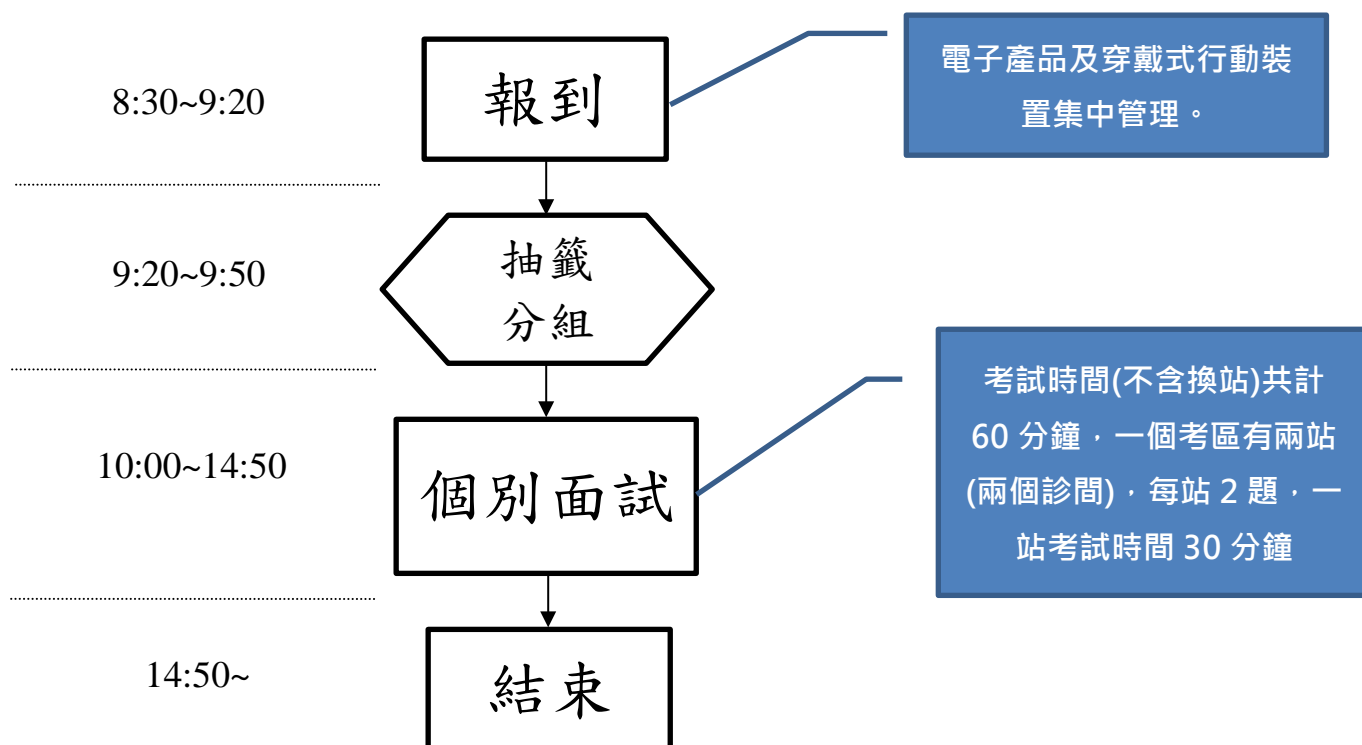 8:30~9:20
報到
電子產品及穿戴式行動裝
置集中管理。
9:20~9:50
抽籤
分組
10:00~14:50
個別面試
考試時間(不含換站)共計
60 分鐘，一個考區有兩站
(兩個診間)，每站 2 題，一
站考試時間 30 分鐘
14:50~
結束